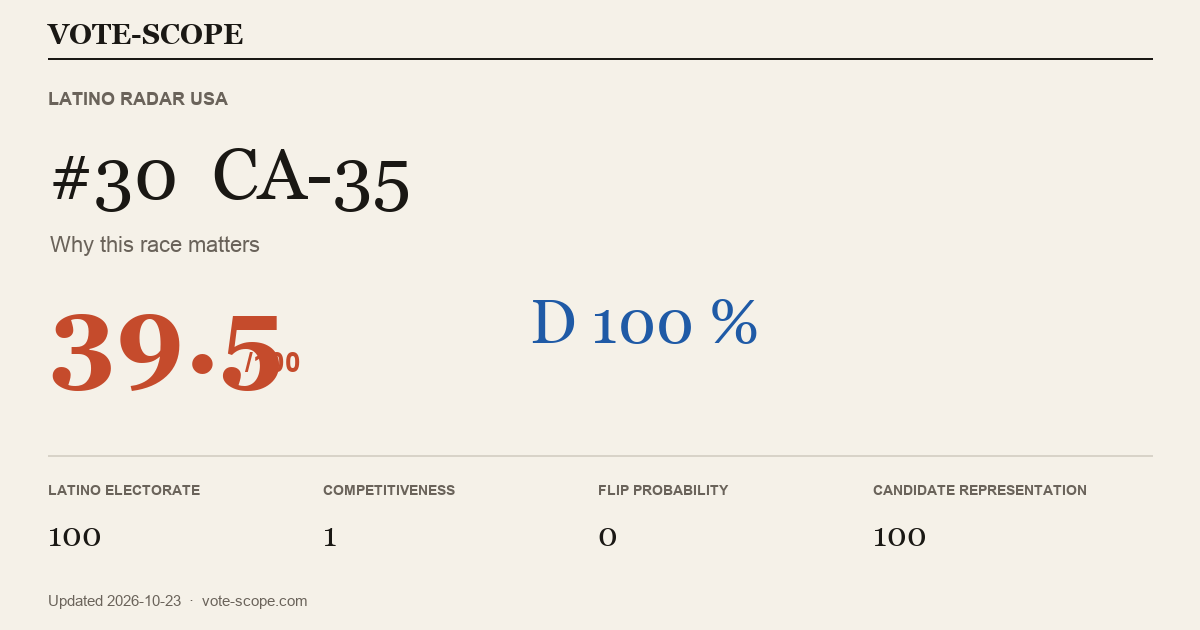 VOTE-SCOPE
LATINO RADAR USA
#30 CA-35
Why this race matters
39.5/100
D 100 %
LATINO ELECTORATE COMPETITIVENESS FLIP PROBABILITY CANDIDATE REPRESENTATION
100 1 0 100
Updated 2026-10-23 · vote-scope.com